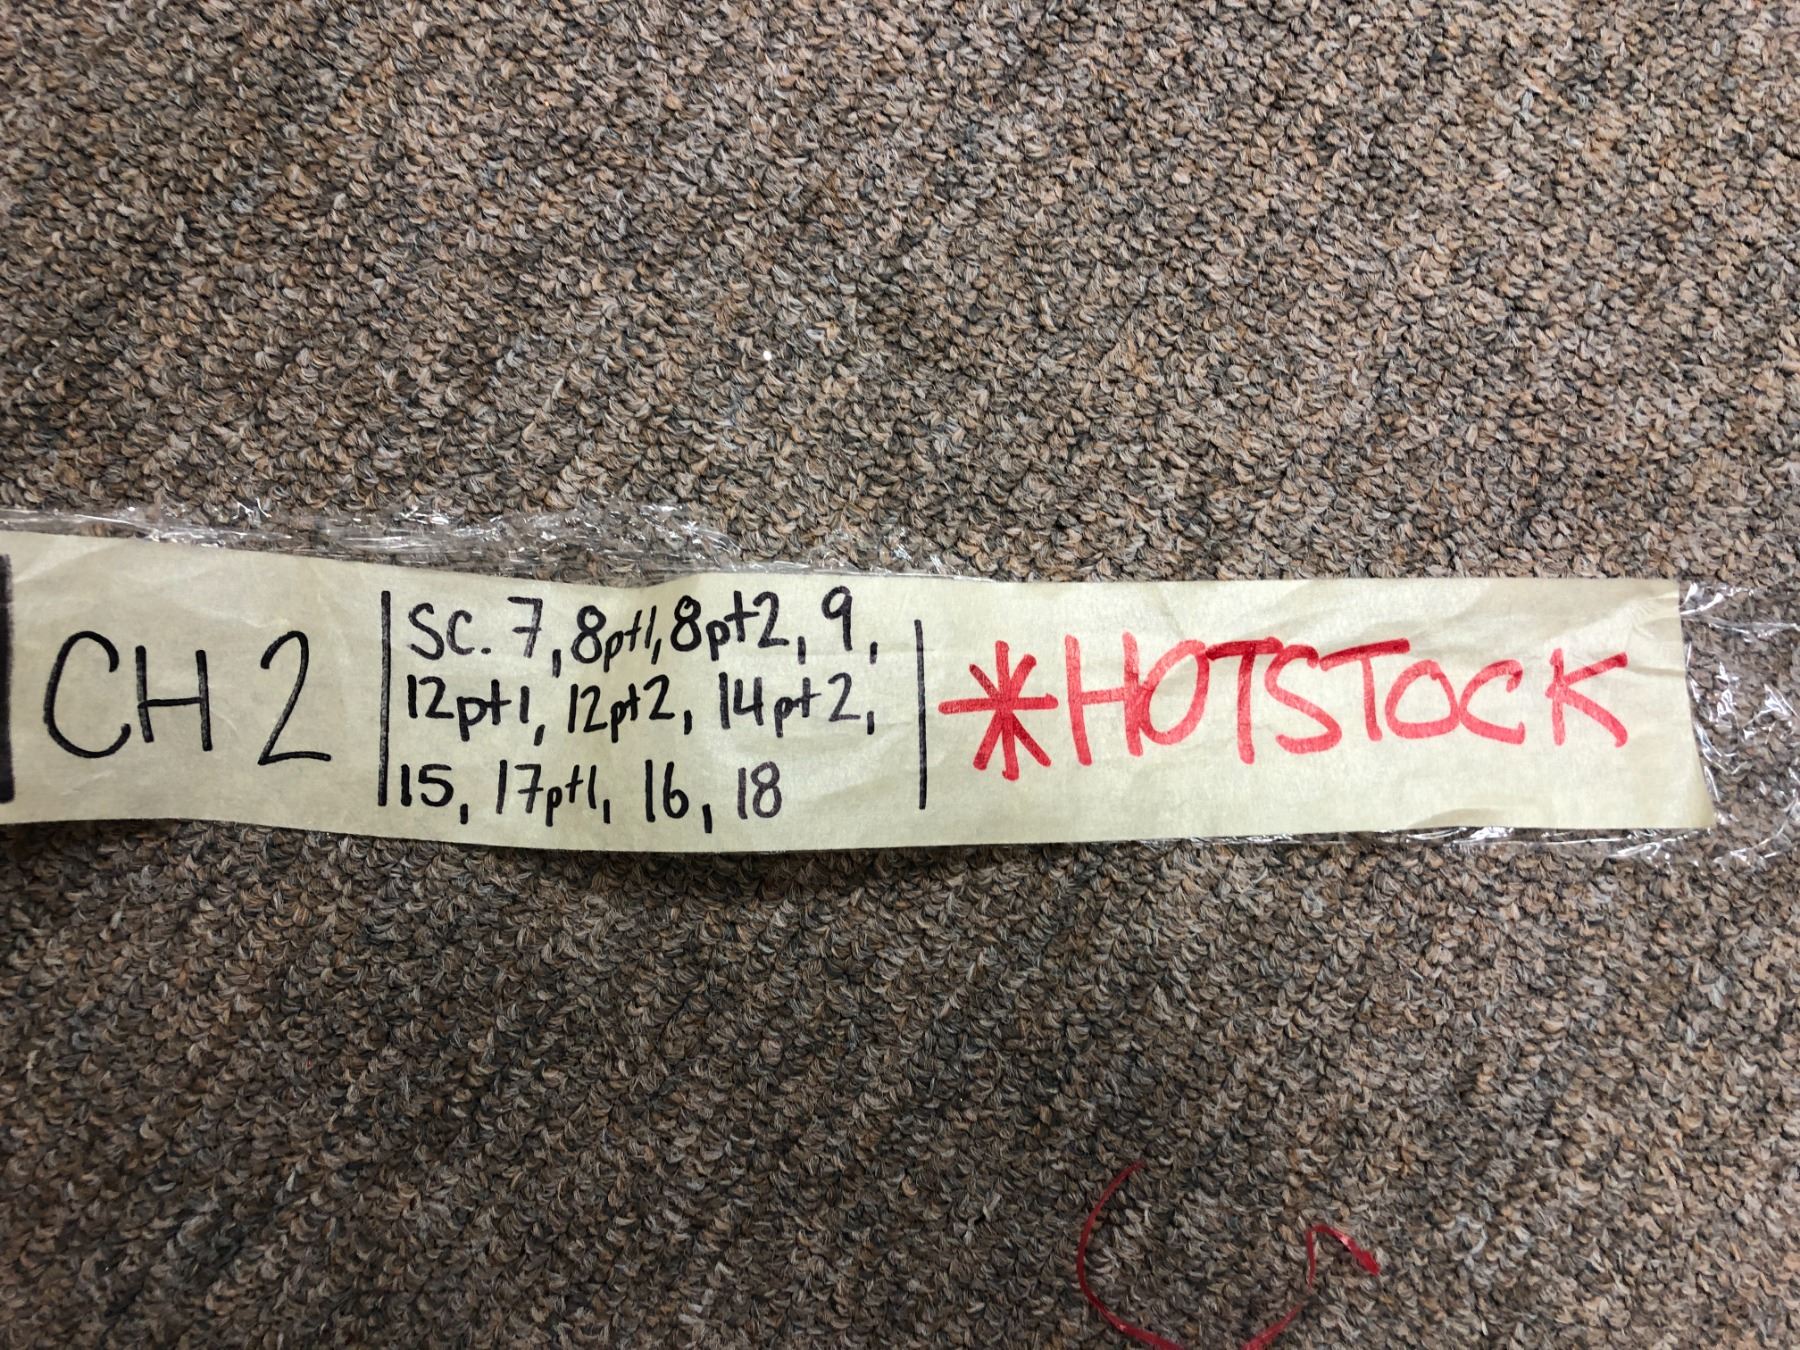 CH 2
SC. 7, 8pt1, 8pt2, 9,
12pt1, 12pt2, 14pt2,
15, 17pt1, 16, 18
*HOTSTOCK